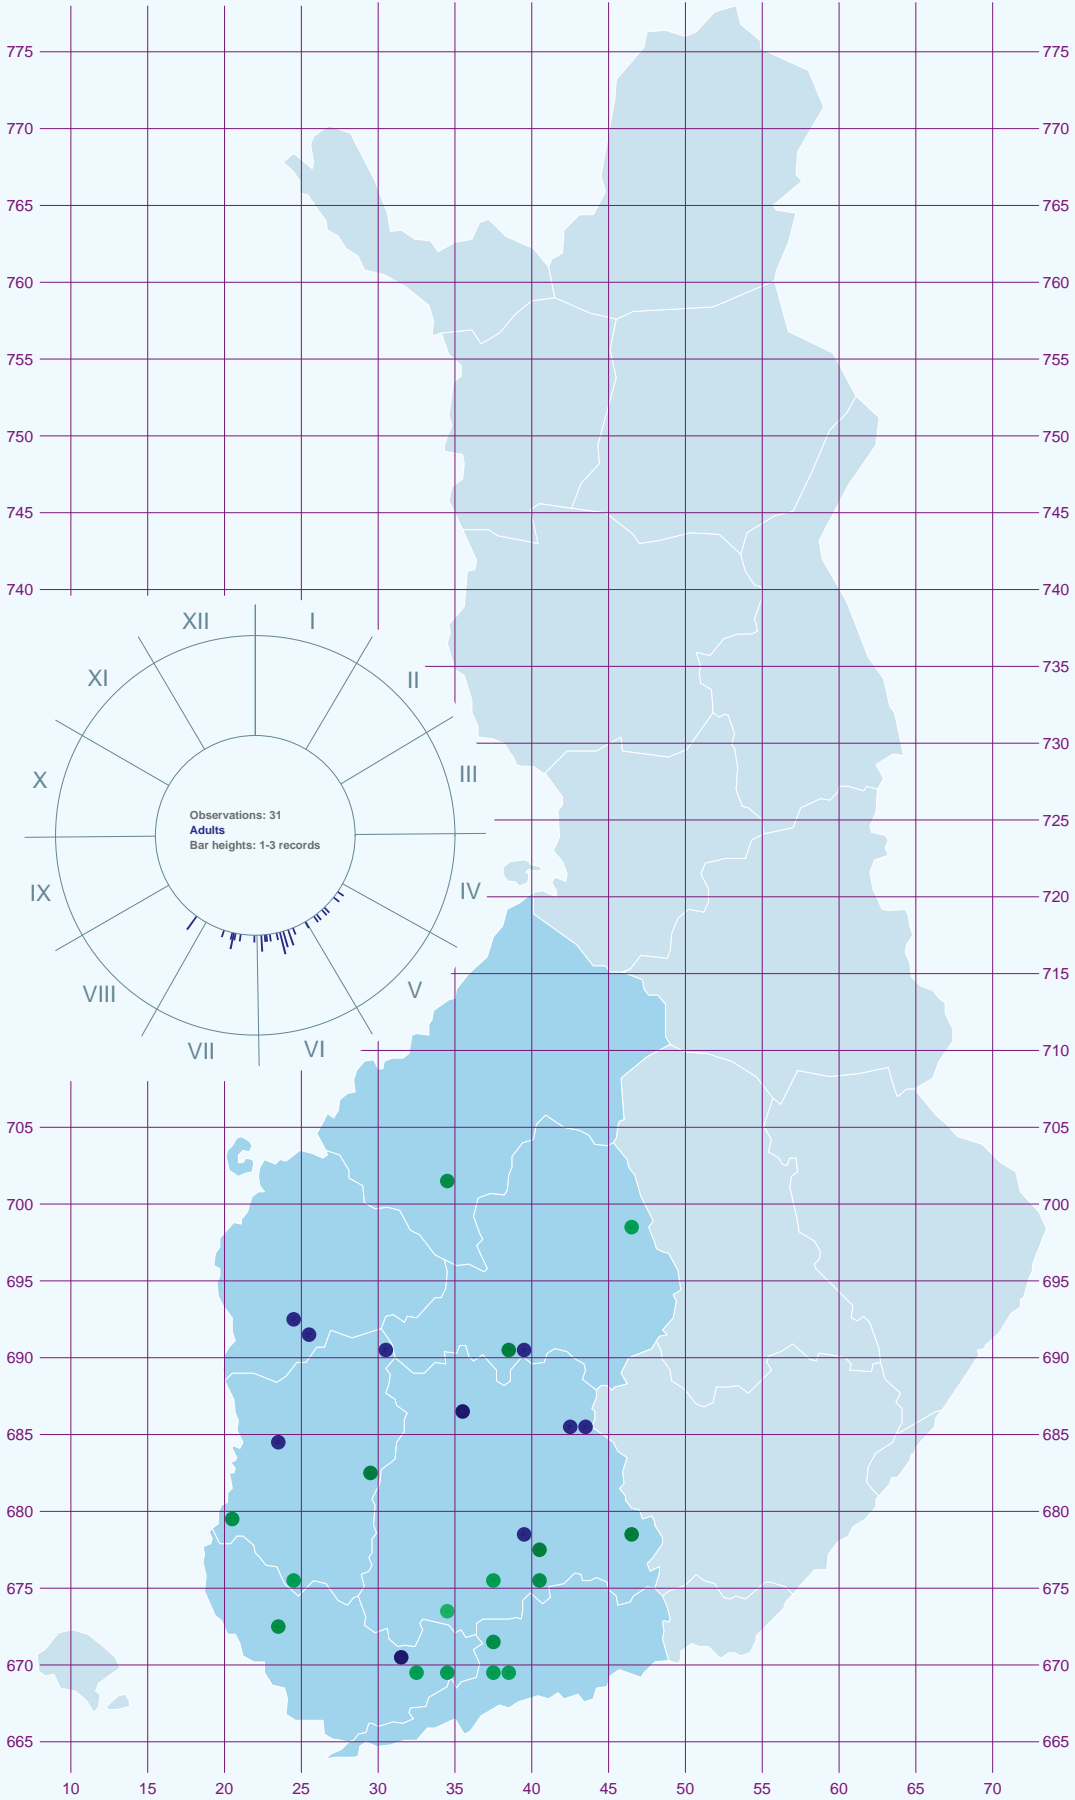 775 775
770 770
765 765
760 760
755 755
750 750
745 745
740 740
XII I
XI II
735
730
X III
Observations: 31
Adults
Bar heights: 1-3 records
725
IX IV
720
VIII V
715
VII VI
710
705 705
700 700
695 695
690 690
685 685
680 680
675 675
670 670
665 665
10 15 20 25 30 35 40 45 50 55 60 65 70